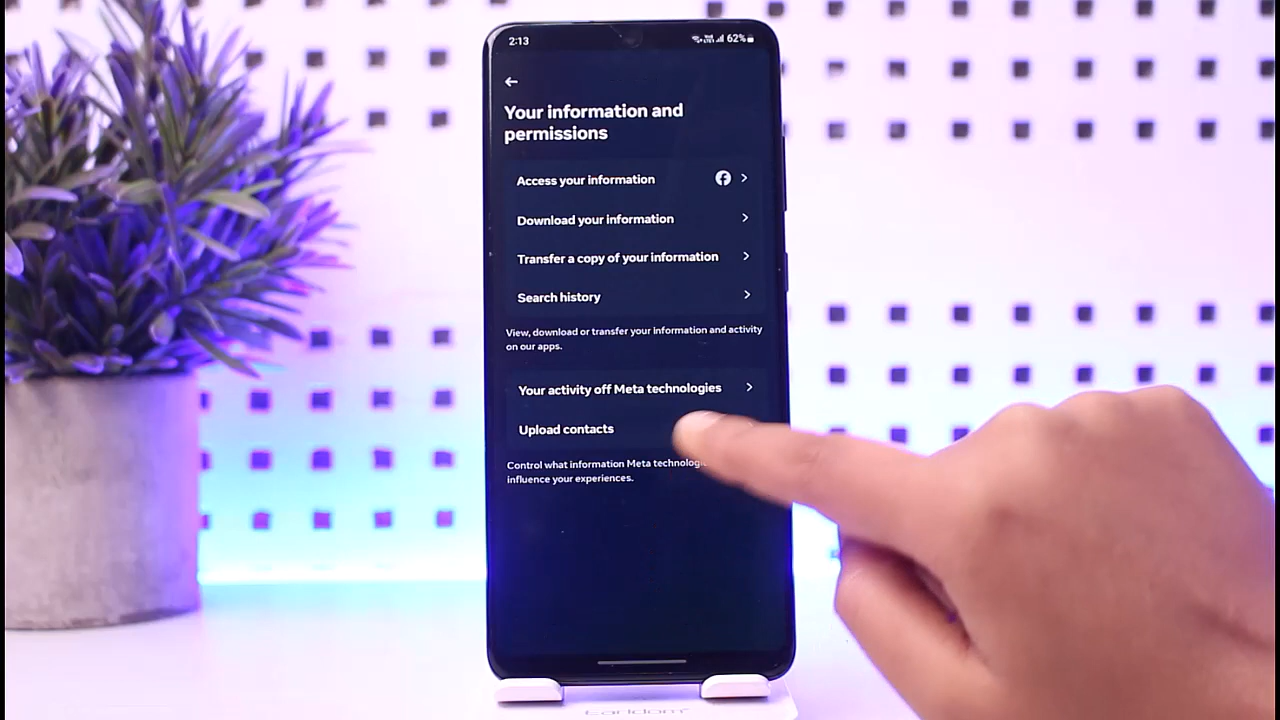 2:13
62%
Your information and
permissions
Access your information
Download your information
Transfer a copy of your information
Search history
View, download or transfer your information and activity
on our apps.
Your activity off Meta technologies
Upload contacts
Control what information Meta
influence your experiences.